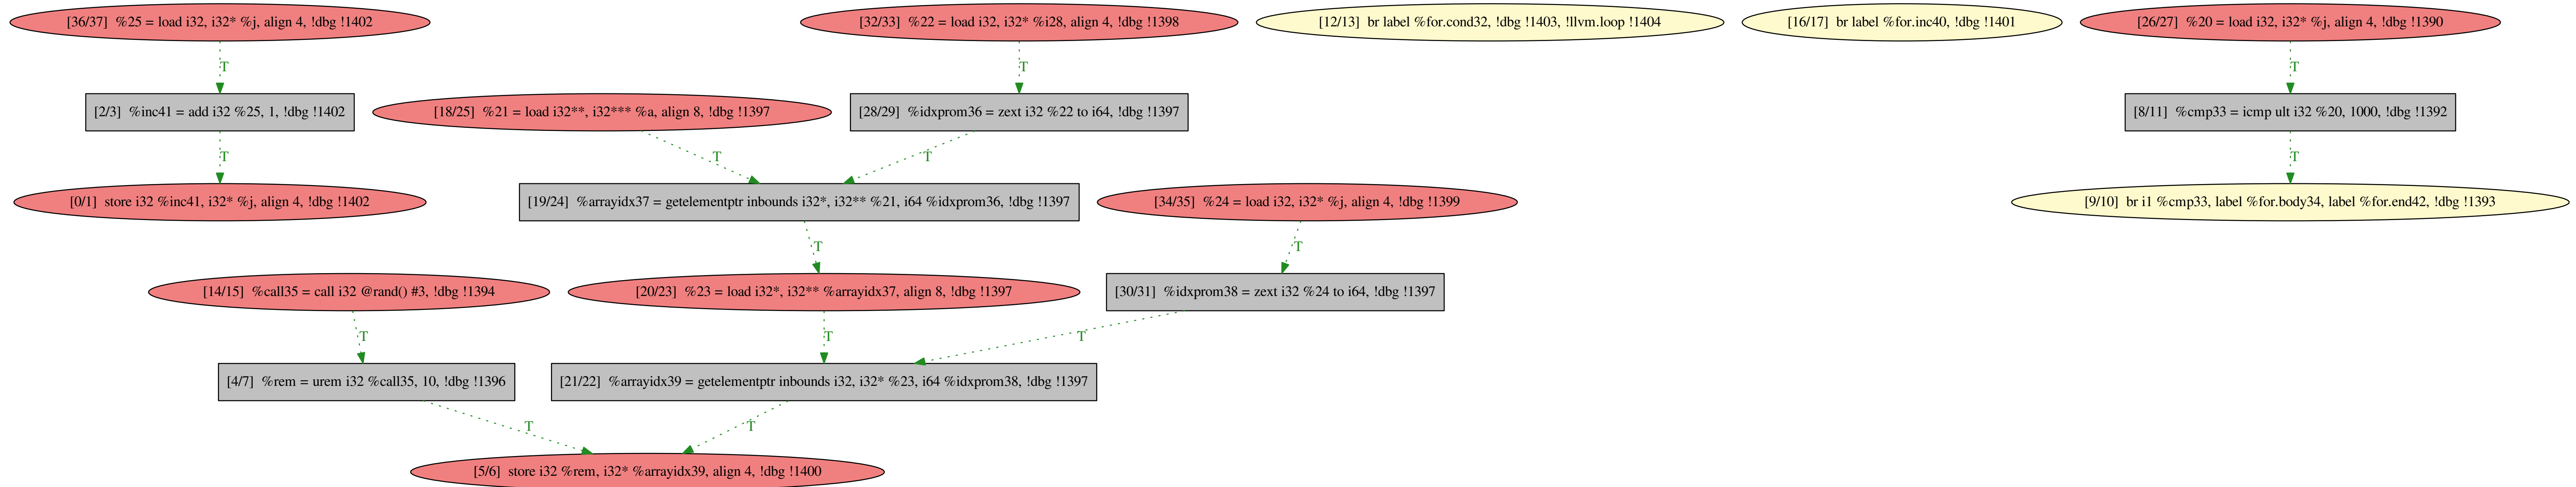 [36/37]  %25 = load i32, i32* %j, align 4, !dbg !1402
[32/33]  %22 = load i32, i32* %i28, align 4, !dbg !1398
[12/13]  br label %for.cond32, !dbg !1403, !llvm.loop !1404
[16/17]  br label %for.inc40, !dbg !1401
[26/27]  %20 = load i32, i32* %j, align 4, !dbg !1390
T
T
T
[2/3]  %inc41 = add i32 %25, 1, !dbg !1402
[18/25]  %21 = load i32**, i32*** %a, align 8, !dbg !1397
[28/29]  %idxprom36 = zext i32 %22 to i64, !dbg !1397
[8/11]  %cmp33 = icmp ult i32 %20, 1000, !dbg !1392
T
T
T
T
[0/1]  store i32 %inc41, i32* %j, align 4, !dbg !1402
[19/24]  %arrayidx37 = getelementptr inbounds i32*, i32** %21, i64 %idxprom36, !dbg !1397
[34/35]  %24 = load i32, i32* %j, align 4, !dbg !1399
[9/10]  br i1 %cmp33, label %for.body34, label %for.end42, !dbg !1393
T
T
[14/15]  %call35 = call i32 @rand() #3, !dbg !1394
[20/23]  %23 = load i32*, i32** %arrayidx37, align 8, !dbg !1397
[30/31]  %idxprom38 = zext i32 %24 to i64, !dbg !1397
T
T
T
[4/7]  %rem = urem i32 %call35, 10, !dbg !1396
[21/22]  %arrayidx39 = getelementptr inbounds i32, i32* %23, i64 %idxprom38, !dbg !1397
T
T
[5/6]  store i32 %rem, i32* %arrayidx39, align 4, !dbg !1400